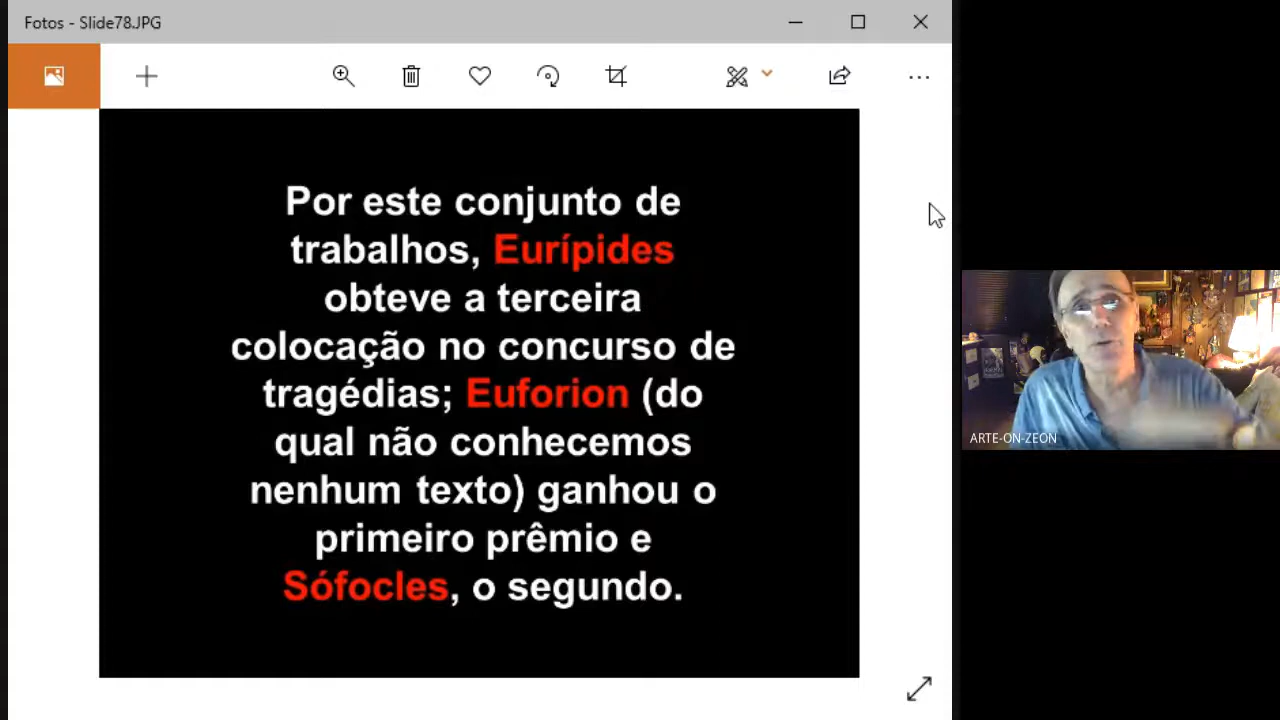 Fotos - Slide78.JPG
Por este conjunto de
trabalhos, Eurípides
obteve a terceira
colocação no concurso de
tragédias; Euforion (do
qual não conhecemos
nenhum texto) ganhou o
primeiro prêmio e
Sófocles, o segundo.
ARTE-ON-ZEON